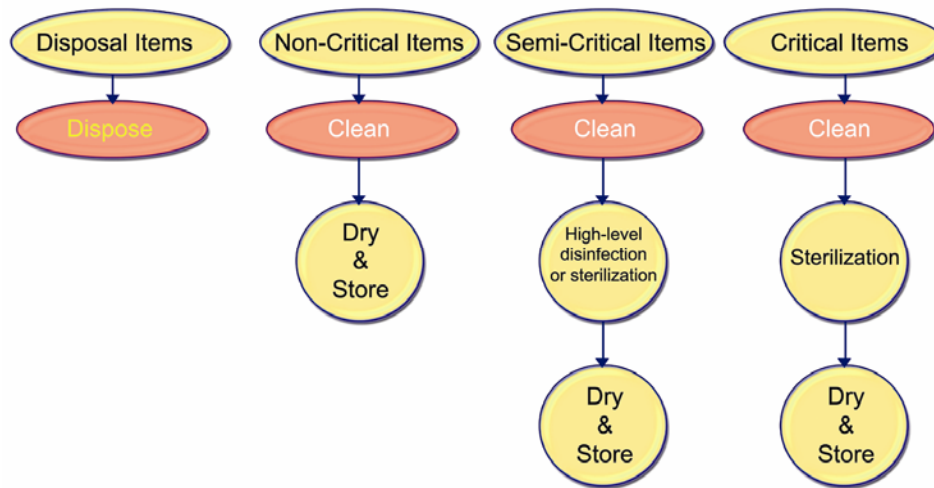 Disposal Items
Dispose
Non-Critical Items
Clean
Dry
&
Store
Semi-Critical Items
Clean
High-level
disinfection
or sterilization
Dry
&
Store
Critical Items
Clean
Sterilization
Dry
&
Store